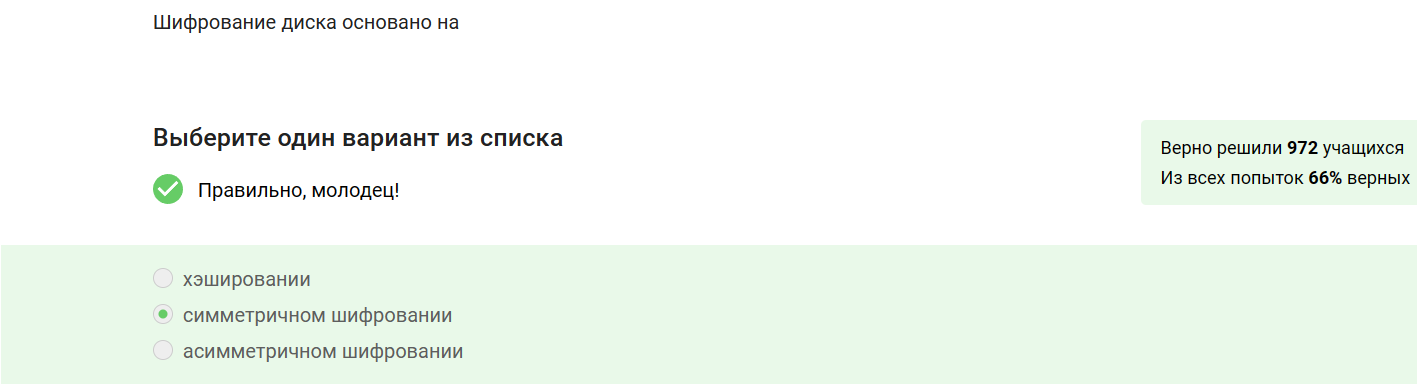 Шифрование диска основано на
Выберите один вариант из списка
Правильно, молодец!
Верно решили 972 учащихся
Из всех попыток 66% верных
хэшировании
симметричном шифровании
асимметричном шифровании